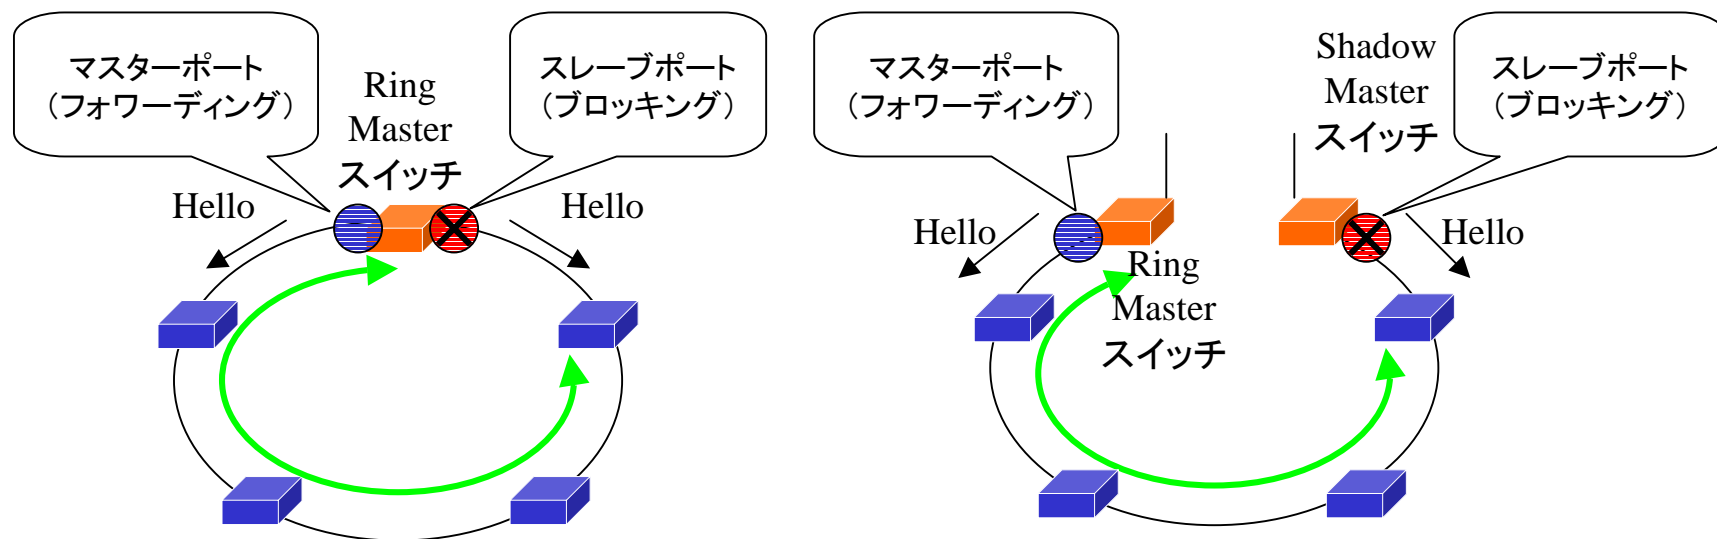 マスターポート
（フォワーディング）
Ring
Master
スイッチ
スレーブポート
（ブロッキング）
Hello
Hello
マスターポート
（フォワーディング）
Shadow
Master
スイッチ
スレーブポート
（ブロッキング）
Hello
Hello
Ring
Master
スイッチ